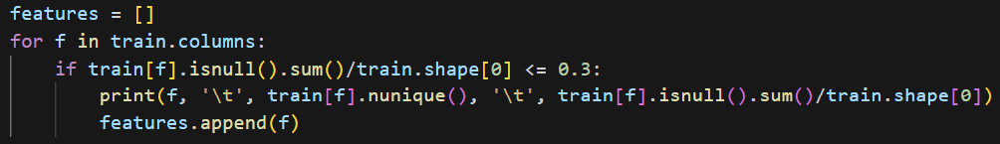 features = []
for f in train.columns:
    if train[f].isnull().sum()/train.shape[0] <= 0.3:
        print(f, '\t', train[f].nunique(), '\t', train[f].isnull().sum()/train.shape[0])
        features.append(f)